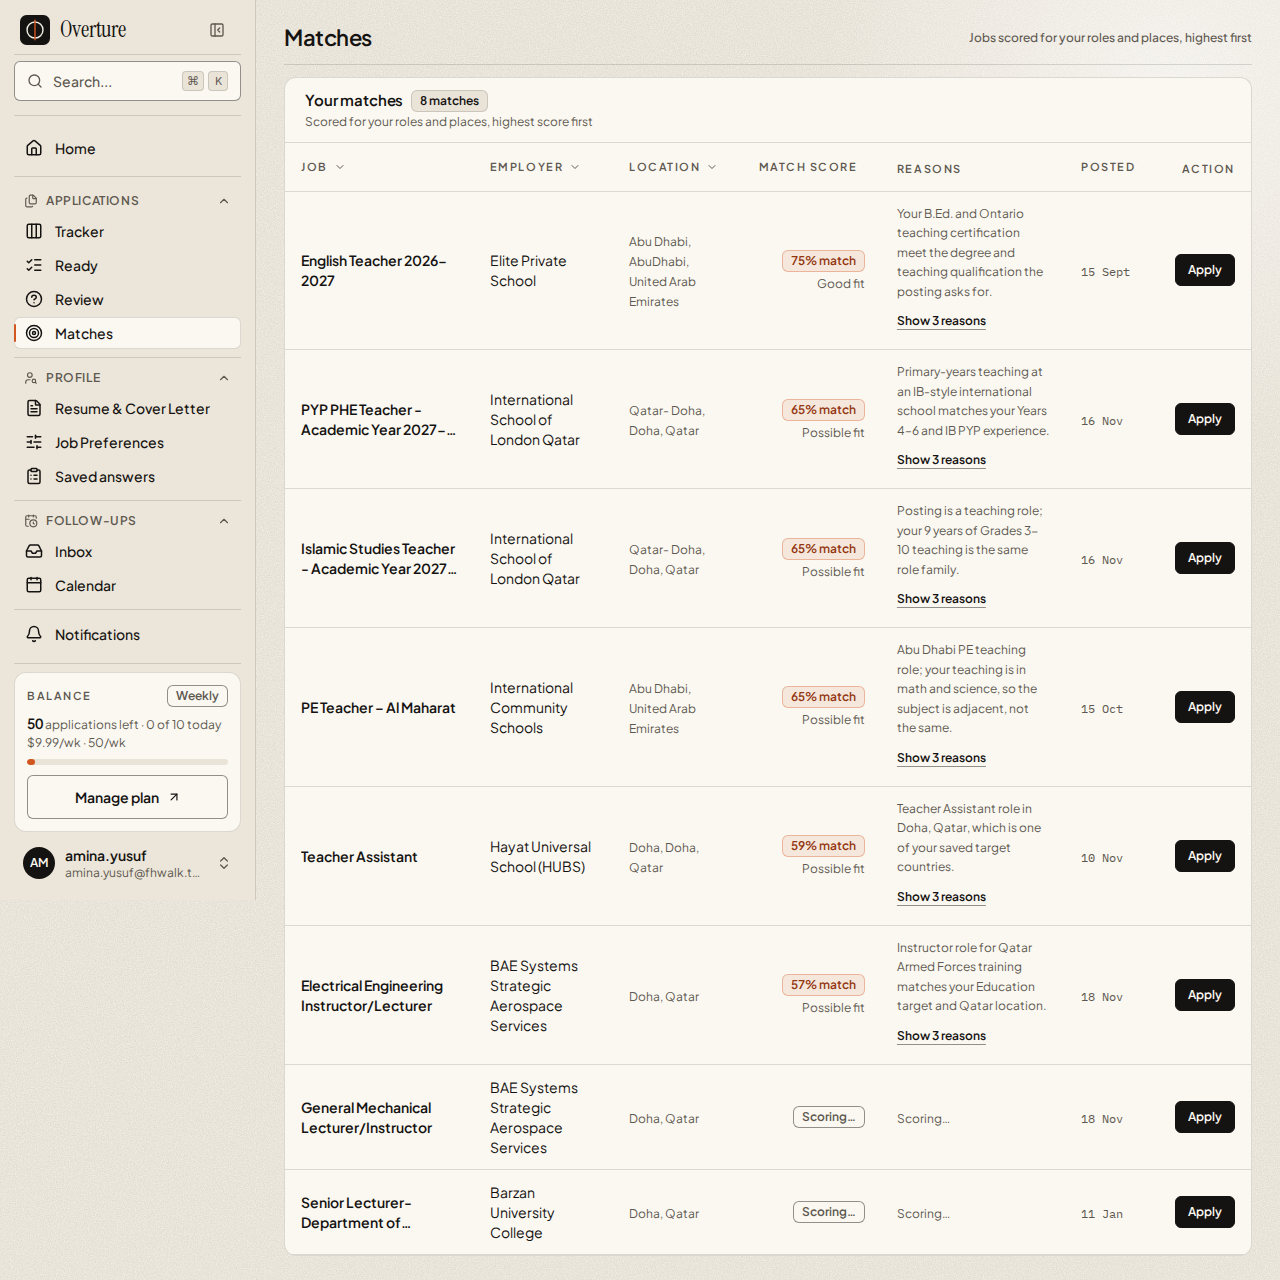 Overture
Search...
⌘ K
Home
APPLICATIONS
Tracker
Ready
Review
Matches
PROFILE
Resume & Cover Letter
Job Preferences
Saved answers
FOLLOW-UPS
Inbox
Calendar
Notifications
BALANCE
Weekly
50 applications left · 0 of 10 today
$9.99/wk · 50/wk
Manage plan
AM
amina.yusuf
amina.yusuf@fhwalk.t…
Matches
Jobs scored for your roles and places, highest first
Your matches 8 matches
Scored for your roles and places, highest score first
JOB EMPLOYER LOCATION MATCH SCORE REASONS POSTED ACTION
English Teacher 2026–
2027
Elite Private
School
Abu Dhabi,
AbuDhabi,
United Arab
Emirates
75% match
Good fit
Your B.Ed. and Ontario
teaching certification
meet the degree and
teaching qualification the
posting asks for.
Show 3 reasons
15 Sept
Apply
PYP PHE Teacher -
Academic Year 2027–…
International
School of
London Qatar
Qatar- Doha,
Doha, Qatar
65% match
Possible fit
Primary-years teaching at
an IB-style international
school matches your Years
4–6 and IB PYP experience.
Show 3 reasons
16 Nov
Apply
Islamic Studies Teacher
– Academic Year 2027…
International
School of
London Qatar
Qatar- Doha,
Doha, Qatar
65% match
Possible fit
Posting is a teaching role;
your 9 years of Grades 3–
10 teaching is the same
role family.
Show 3 reasons
16 Nov
Apply
PE Teacher – Al Maharat
International
Community
Schools
Abu Dhabi,
United Arab
Emirates
65% match
Possible fit
Abu Dhabi PE teaching
role; your teaching is in
math and science, so the
subject is adjacent, not
the same.
Show 3 reasons
15 Oct
Apply
Teacher Assistant
Hayat Universal
School (HUBS)
Doha, Doha,
Qatar
59% match
Possible fit
Teacher Assistant role in
Doha, Qatar, which is one
of your saved target
countries.
Show 3 reasons
10 Nov
Apply
Electrical Engineering
Instructor/Lecturer
BAE Systems
Strategic
Aerospace
Services
Doha, Qatar
57% match
Possible fit
Instructor role for Qatar
Armed Forces training
matches your Education
target and Qatar location.
Show 3 reasons
18 Nov
Apply
General Mechanical
Lecturer/Instructor
BAE Systems
Strategic
Aerospace
Services
Doha, Qatar
Scoring…
Scoring…
18 Nov
Apply
Senior Lecturer-
Department of…
Barzan
University
College
Doha, Qatar
Scoring…
Scoring…
11 Jan
Apply